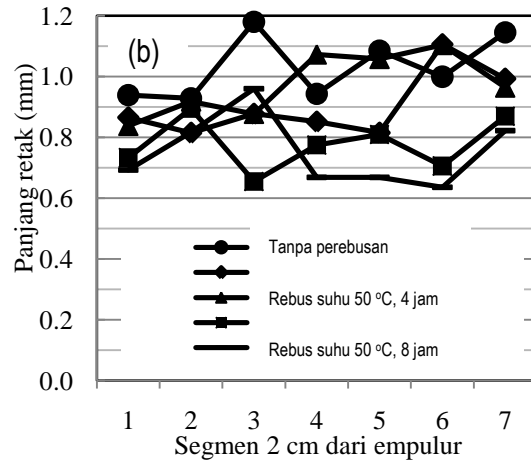 (b)
Panjang retak (mm)
1.2
1.0
0.8
0.6
0.4
0.2
0.0
Tanpa perebusan
Rebus suhu 50 °C, 4 jam
Rebus suhu 50 °C, 8 jam
1 2 3 4 5 6 7
Segmen 2 cm dari empulur